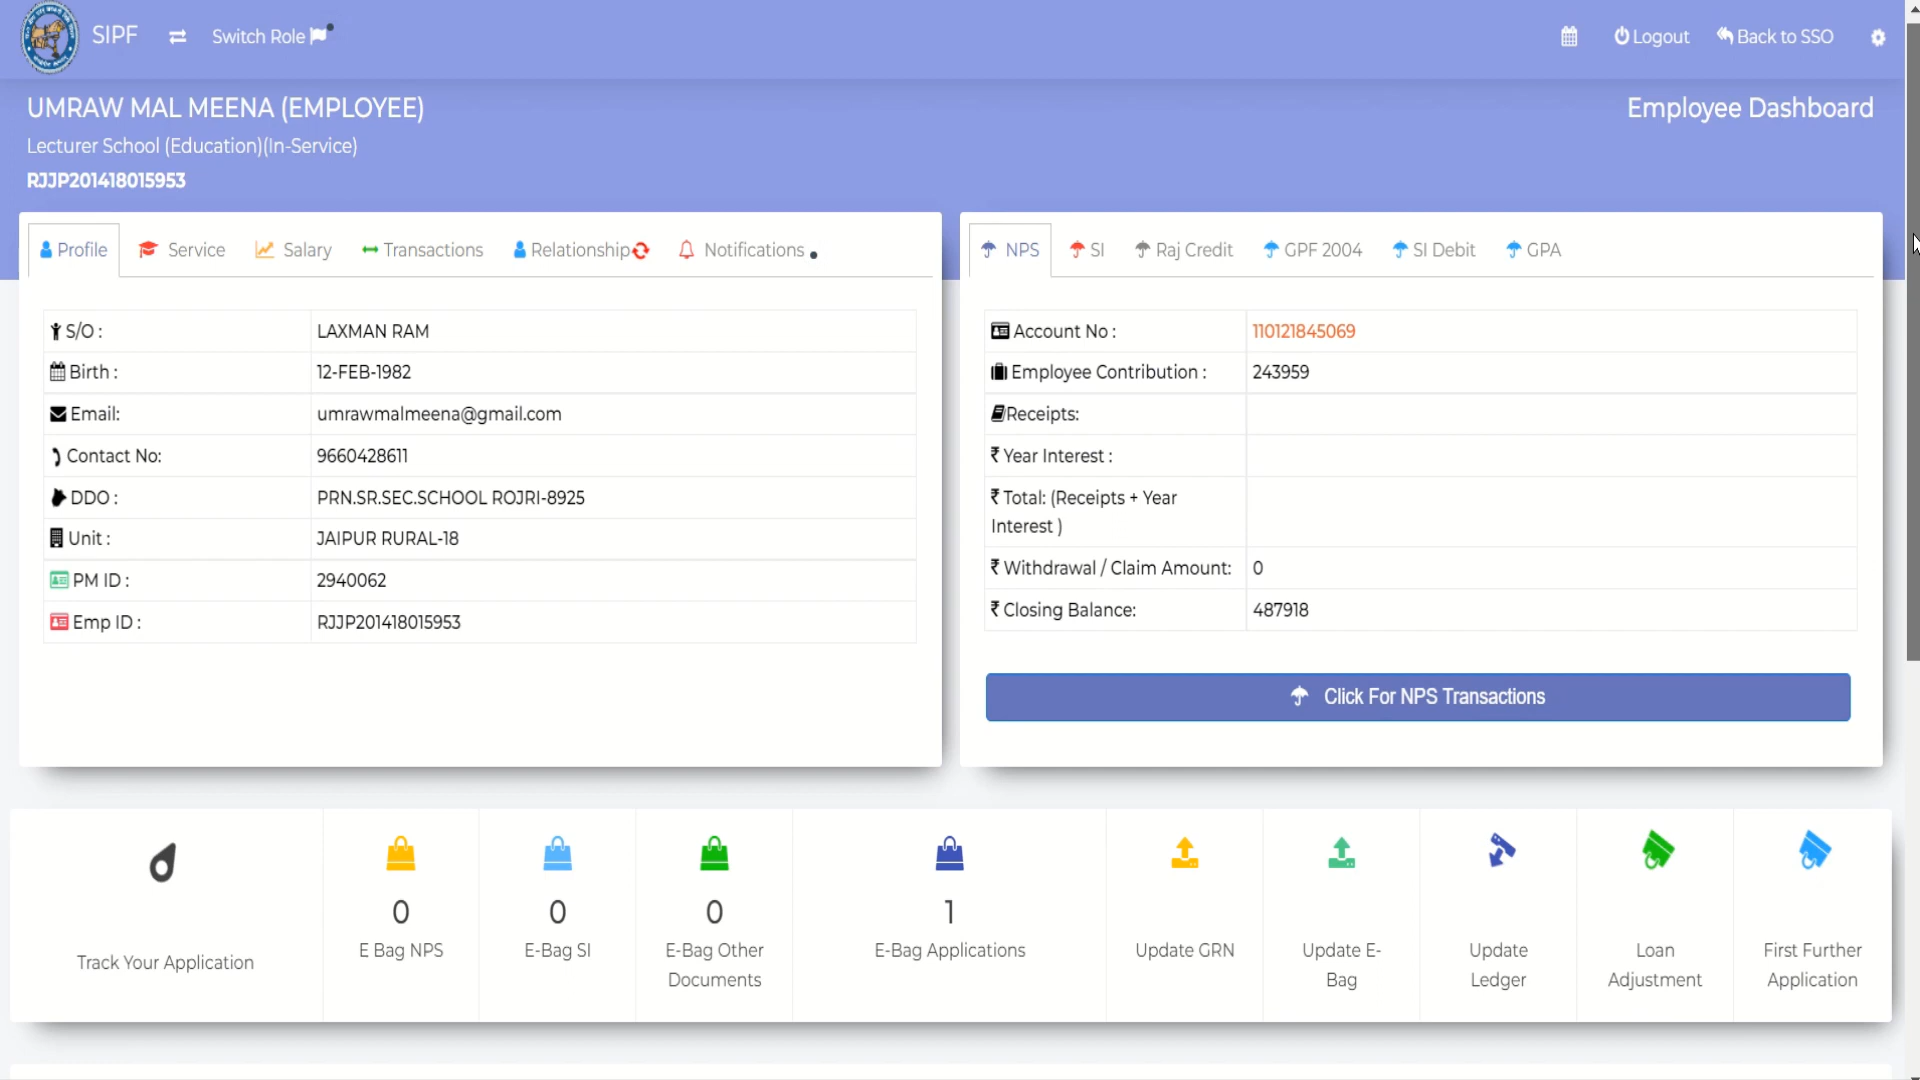 SIPF
Switch Role
Logout
Back to SSO
UMRAW MAL MEENA (EMPLOYEE)
Employee Dashboard
Lecturer School (Education)(In-Service)
RJJP201418015953
Profile
Service
Salary
Transactions
Relationship
Notifications
S/O : LAXMAN RAM
Birth : 12-FEB-1982
Email: umrawmalmeena@gmail.com
Contact No: 9660428611
DDO : PRN.SR.SEC.SCHOOL ROJRI-8925
Unit : JAIPUR RURAL-18
PM ID : 2940062
Emp ID : RJJP201418015953
NPS
SI
Raj Credit
GPF 2004
SI Debit
GPA
Account No : 110121845069
Employee Contribution : 243959
Receipts:
₹ Year Interest :
₹ Total: (Receipts + Year
Interest )
₹ Withdrawal / Claim Amount: 0
₹ Closing Balance: 487918
Click For NPS Transactions
Track Your Application
0
E Bag NPS
0
E-Bag SI
0
E-Bag Other
Documents
1
E-Bag Applications
Update GRN
Update E-
Bag
Update
Ledger
Loan
Adjustment
First Further
Application